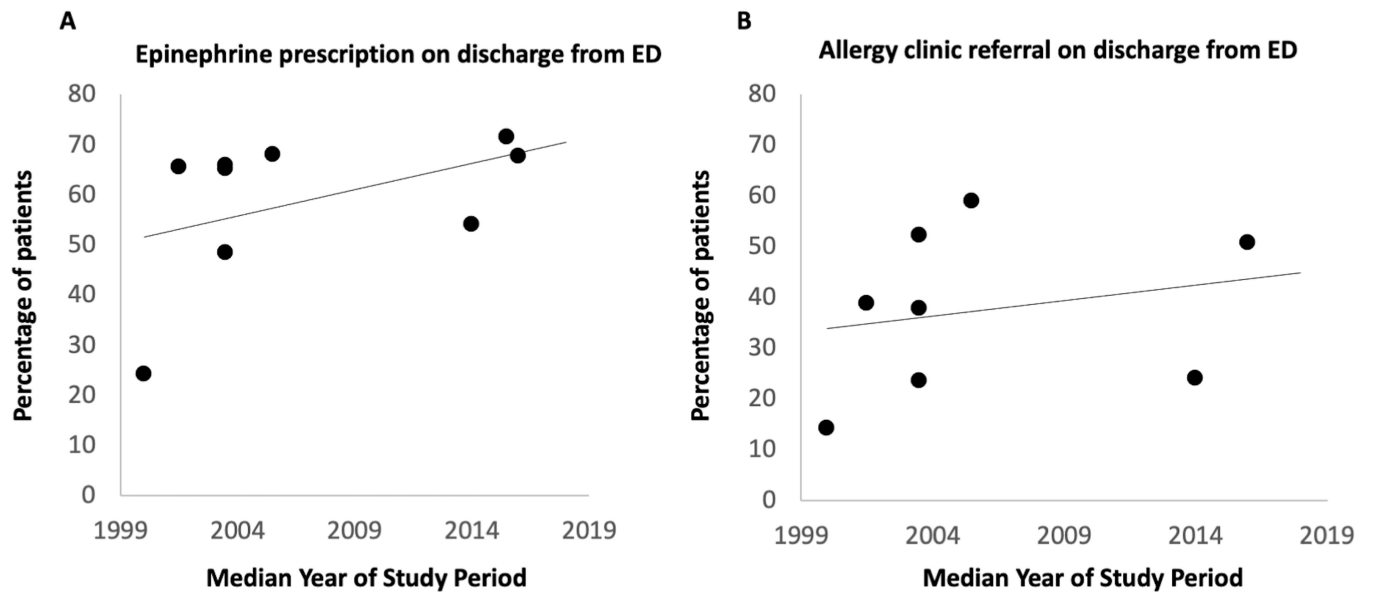 A
Epinephrine prescription on discharge from ED
Percentage of patients
80
70
60
50
40
30
20
10
0
1999 2004 2009 2014 2019
Median Year of Study Period
B
Allergy clinic referral on discharge from ED
Percentage of patients
80
70
60
50
40
30
20
10
0
1999 2004 2009 2014 2019
Median Year of Study Period